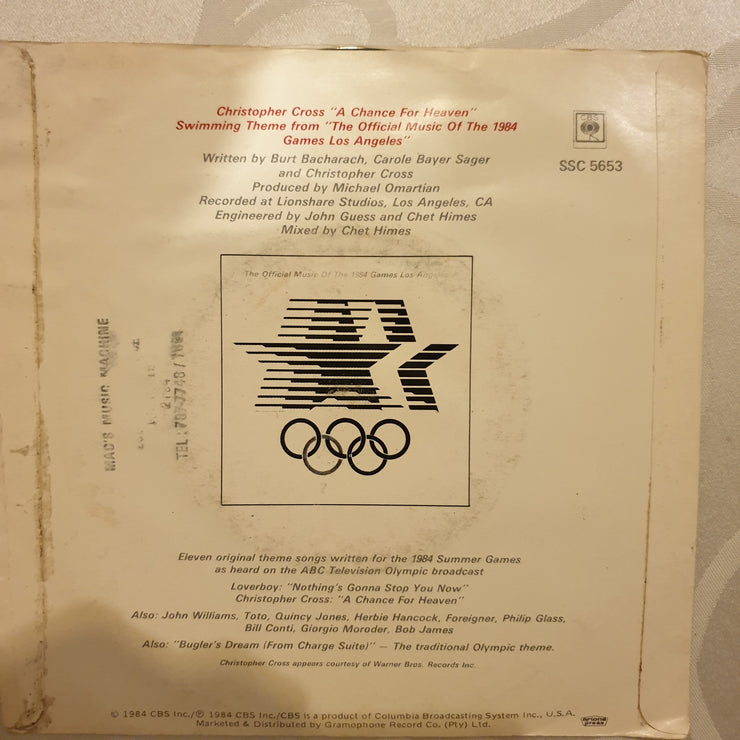 Christopher Cross "A Chance For Heaven"
Swimming Theme from "The Official Music Of The 1984
Games Los Angeles"
Written by Burt Bacharach, Carole Bayer Sager
and Christopher Cross
Produced by Michael Omartian
Recorded at Lionshare Studios, Los Angeles, CA
Engineered by John Guess and Chet Himes
Mixed by Chet Himes
CBS
SSC 5653
The Official Music Of The 1984 Games Los Angeles
MAC'S MUSIC MACHINE
2194
TEL: 787-7748 /
Eleven original theme songs written for the 1984 Summer Games
as heard on the ABC Television Olympic broadcast
Loverboy: "Nothing's Gonna Stop You Now"
Christopher Cross: "A Chance For Heaven"
Also: John Williams, Toto, Quincy Jones, Herbie Hancock, Foreigner, Philip Glass,
Bill Conti, Giorgio Moroder, Bob James
Also: "Bugler's Dream (From Charge Suite)" — The traditional Olympic theme.
Christopher Cross appears courtesy of Warner Bros. Records Inc.
© 1984 CBS Inc./℗ 1984 CBS Inc./CBS is a product of Columbia Broadcasting System Inc., U.S.A.
Marketed & Distributed by Gramophone Record Co. (Pty) Ltd.
artone
press